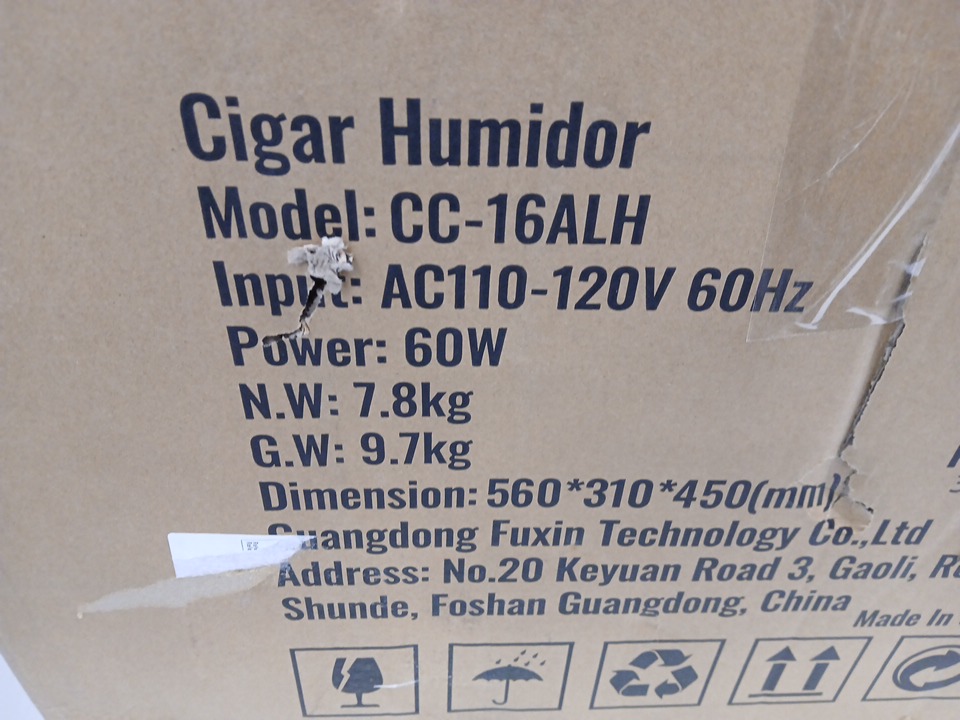 Cigar Humidor
Model: CC-16ALH
Input: AC110-120V 60Hz
Power: 60W
N.W: 7.8kg
G.W: 9.7kg
Dimension: 560*310*450(mm)
Guangdong Fuxin Technology Co.,Ltd
Address: No.20 Keyuan Road 3, Gaoli,
Shunde, Foshan Guangdong, China
Made In